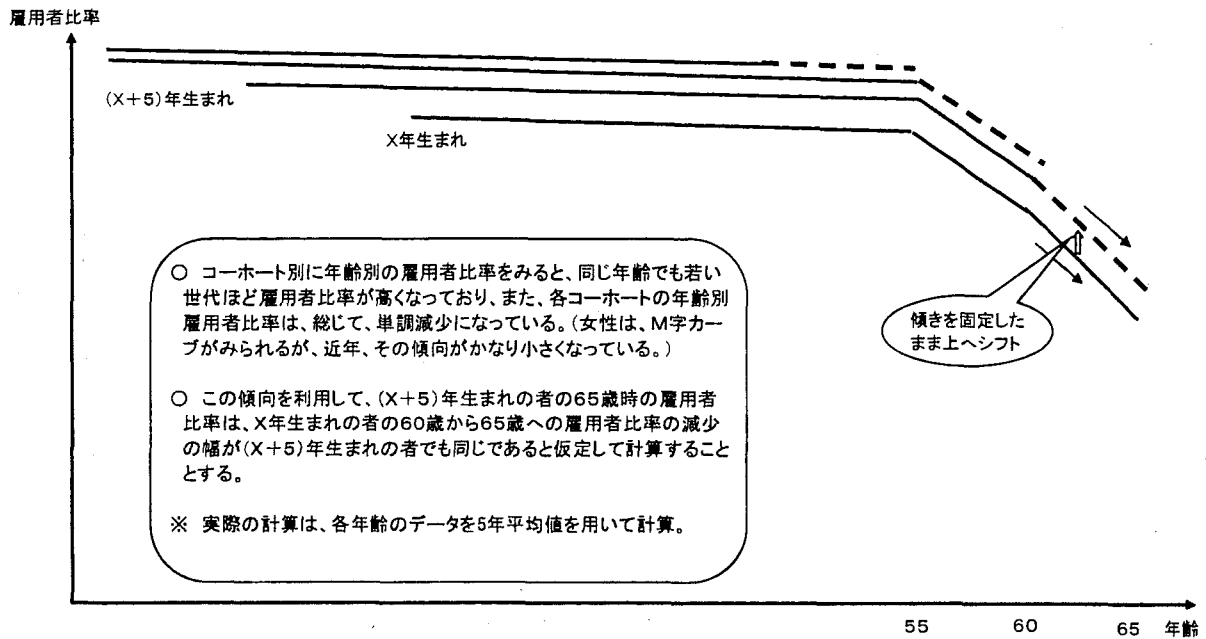 雇用者比率
(X+5)年生まれ
X年生まれ
○ コーホート別に年齢別の雇用者比率をみると、同じ年齢でも若い
世代ほど雇用者比率が高くなっており、また、各コーホートの年齢別
雇用者比率は、総じて、単調減少になっている。(女性は、M字カー
ブがみられるが、近年、その傾向がかなり小さくなっている。)
○ この傾向を利用して、(X+5)年生まれの者の65歳時の雇用者
比率は、X年生まれの者の60歳から65歳への雇用者比率の減少
の幅が(X+5)年生まれの者でも同じであると仮定して計算すること
とする。
※ 実際の計算は、各年齢のデータを5年平均値を用いて計算。
傾きを固定した
まま上へシフト
55 60 65 年齢